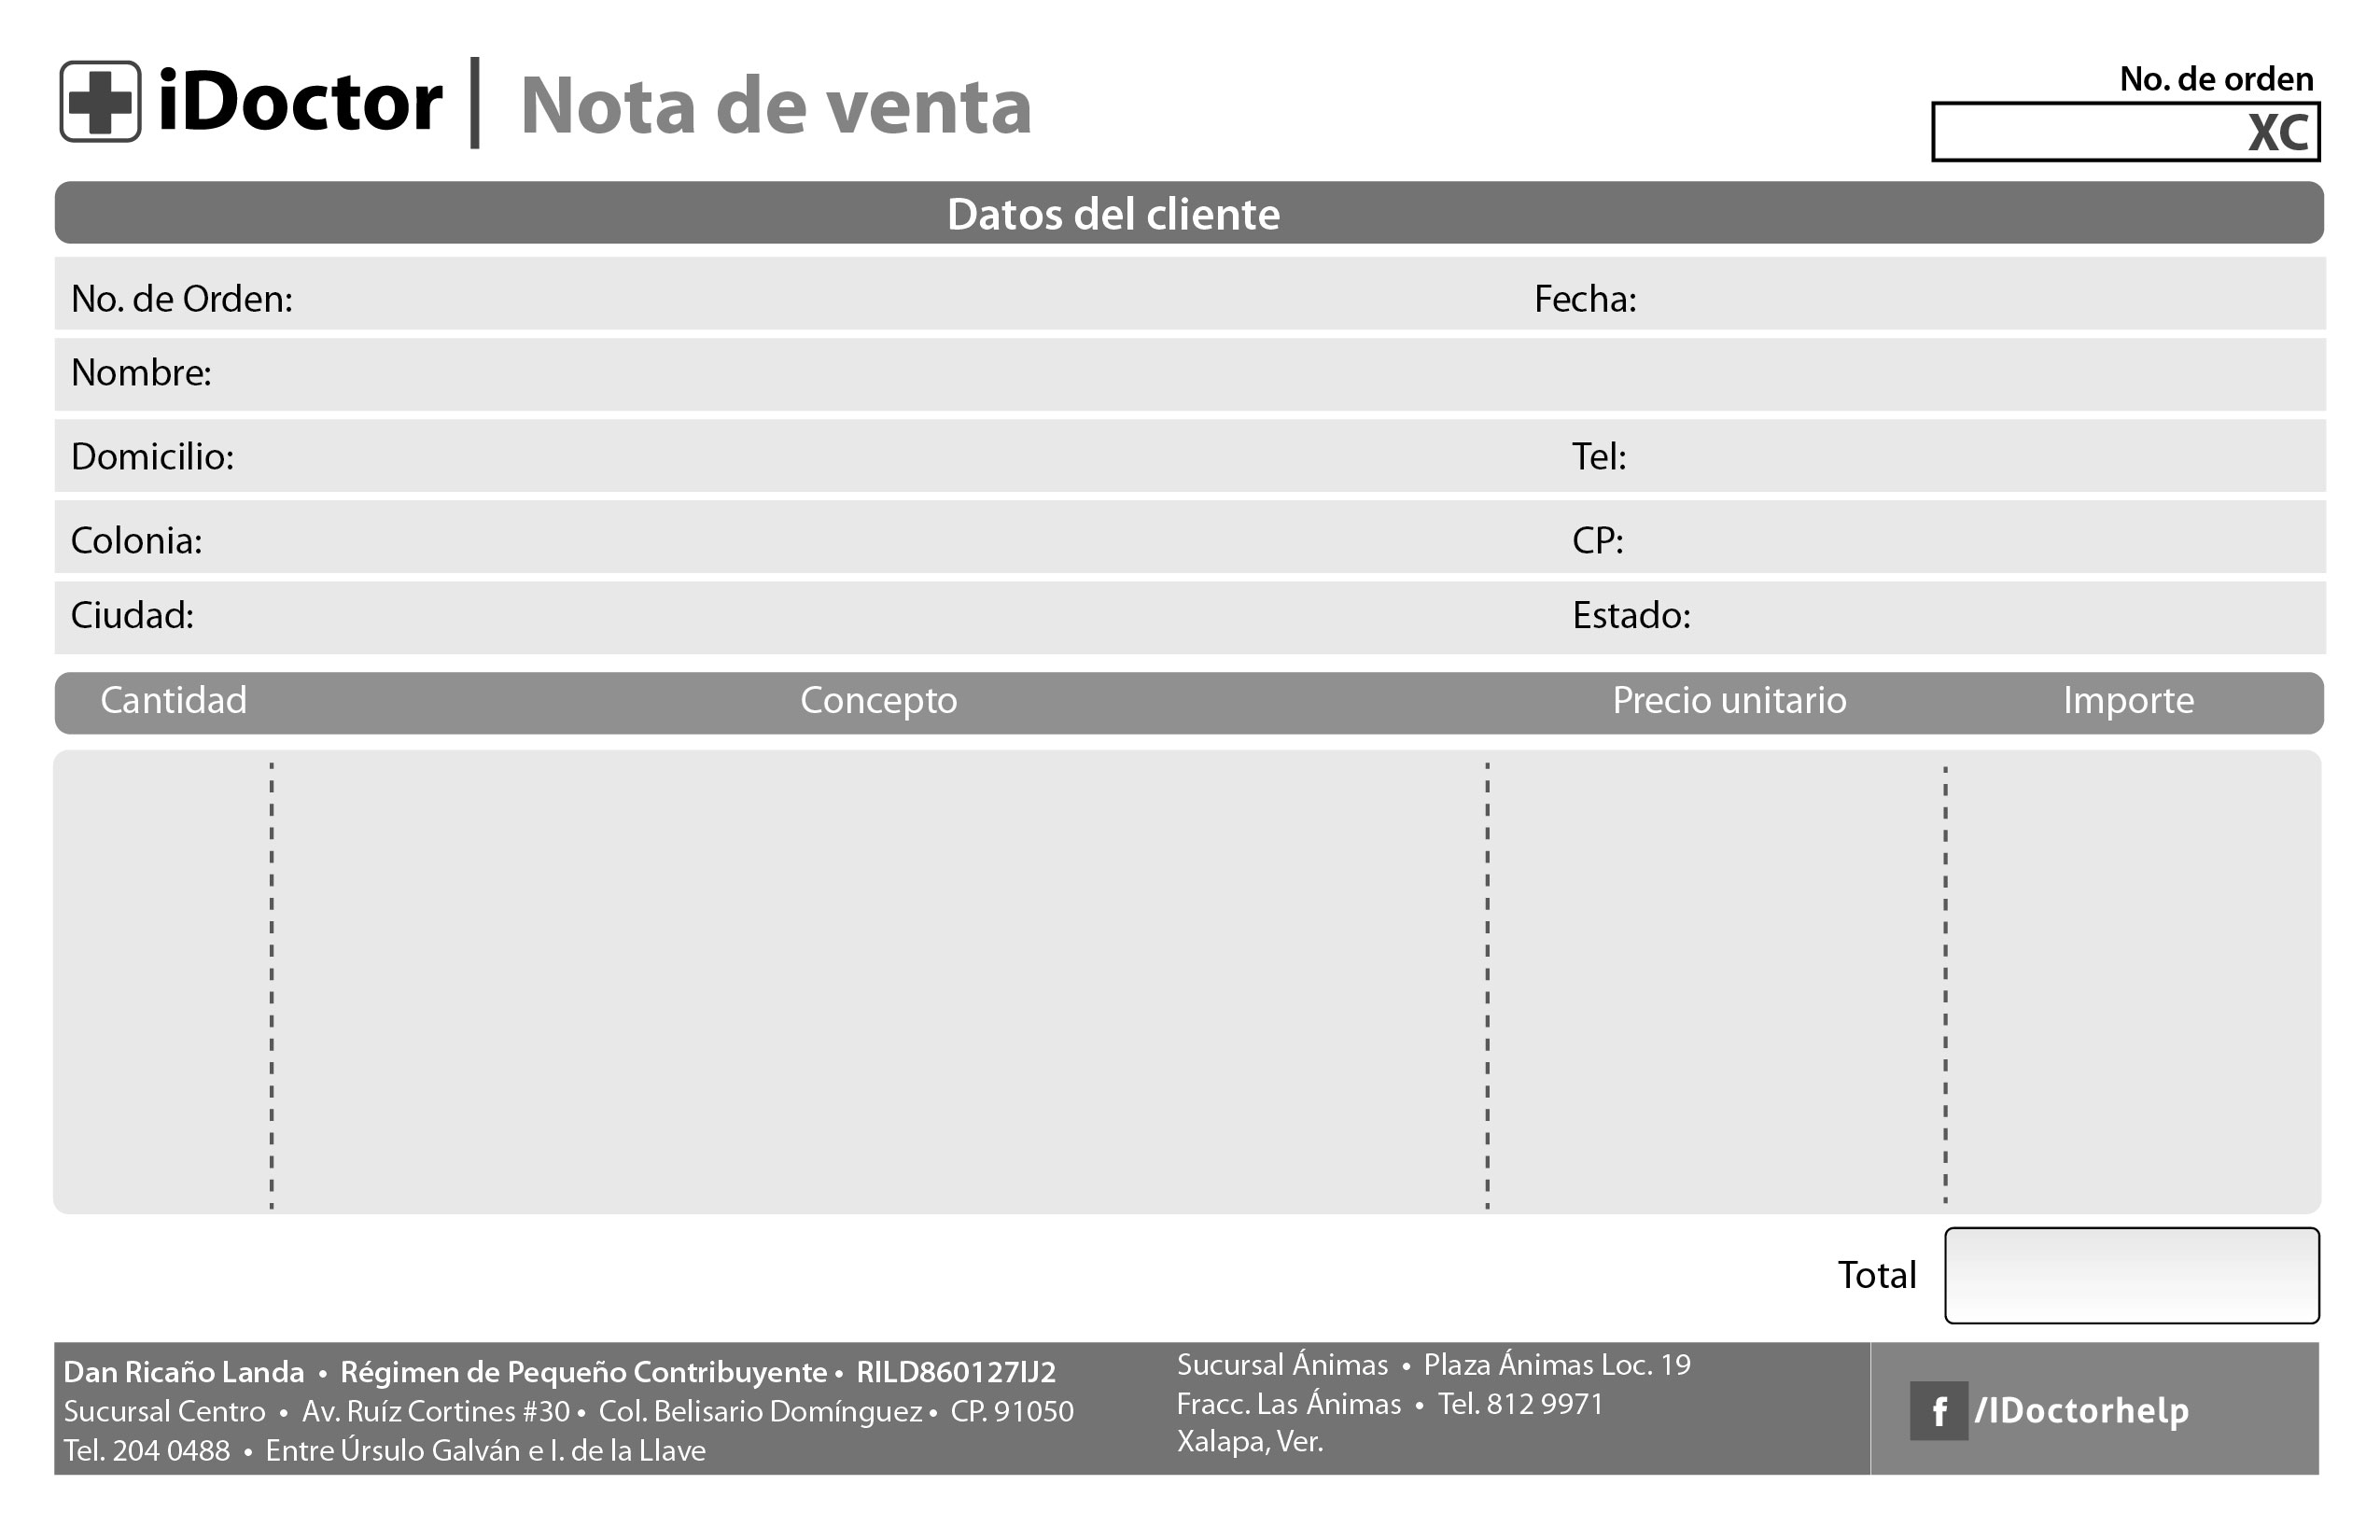 iDoctor | Nota de venta
No. de orden
XC
Datos del cliente
No. de Orden: Fecha:
Nombre:
Domicilio: Tel:
Colonia: CP:
Ciudad: Estado:
Cantidad Concepto Precio unitario Importe
Total
Dan Ricaño Landa • Régimen de Pequeño Contribuyente • RILD860127IJ2
Sucursal Centro • Av. Ruíz Cortines #30 • Col. Belisario Domínguez • CP. 91050
Tel. 204 0488 • Entre Úrsulo Galván e I. de la Llave
Sucursal Ánimas • Plaza Ánimas Loc. 19
Fracc. Las Ánimas • Tel. 812 9971
Xalapa, Ver.
f /IDoctorhelp